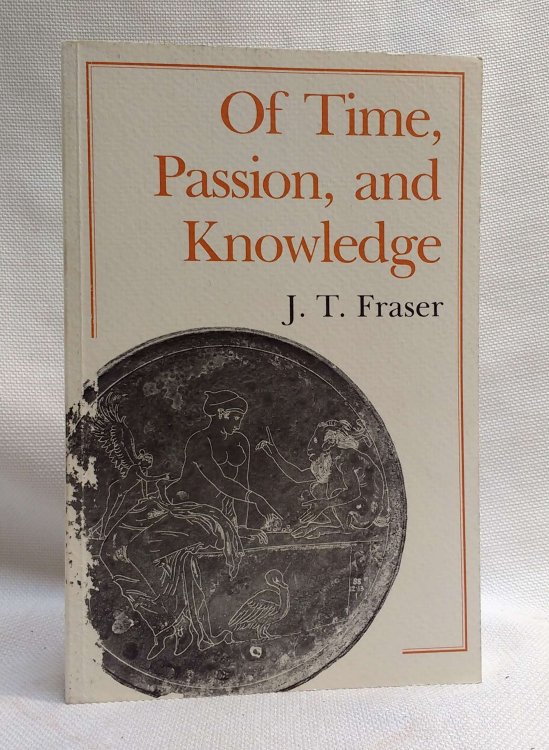 Of Time,
Passion, and
Knowledge
J. T. Fraser